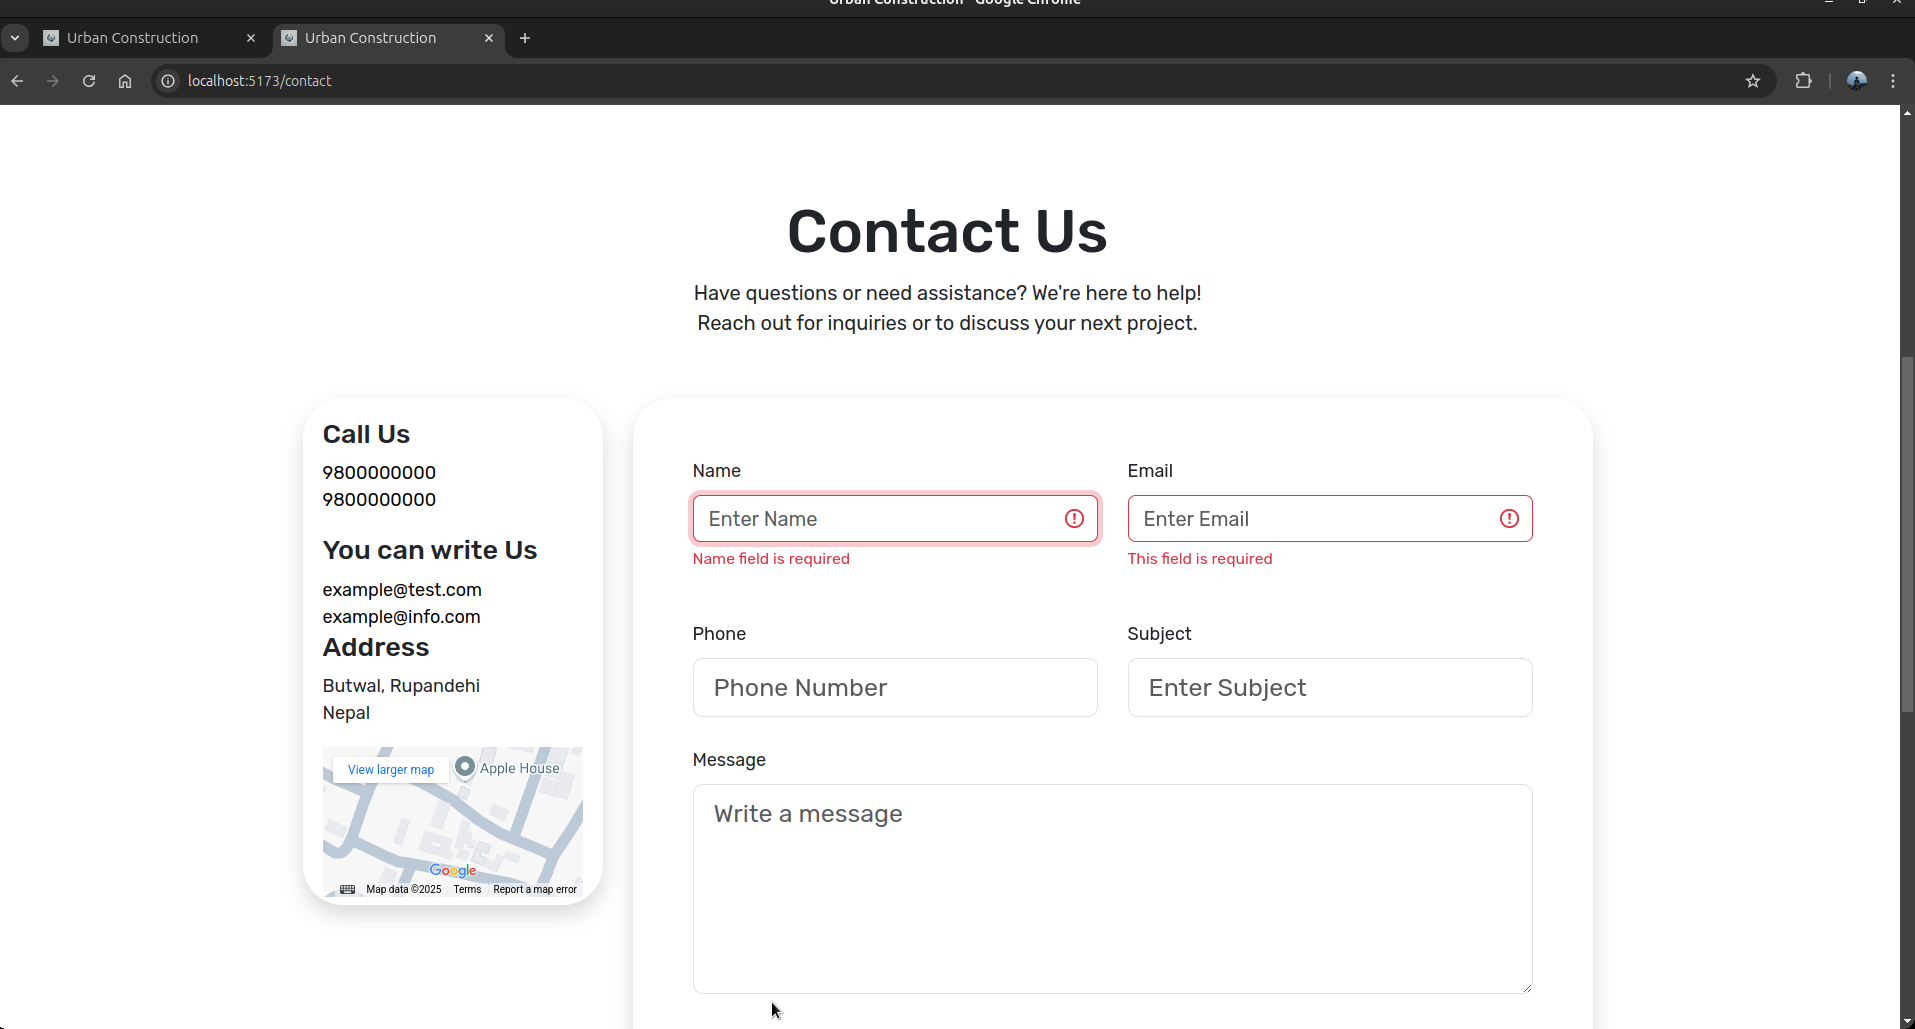 Urban Construction - Google Chrome
Urban Construction
Urban Construction
localhost:5173/contact
Contact Us
Have questions or need assistance? We're here to help!
Reach out for inquiries or to discuss your next project.
Call Us
9800000000
9800000000
You can write Us
example@test.com
example@info.com
Address
Butwal, Rupandehi
Nepal
View larger map
Apple House
Google
Map data ©2025 Terms Report a map error
Name
Enter Name
Name field is required
Email
Enter Email
This field is required
Phone
Phone Number
Subject
Enter Subject
Message
Write a message